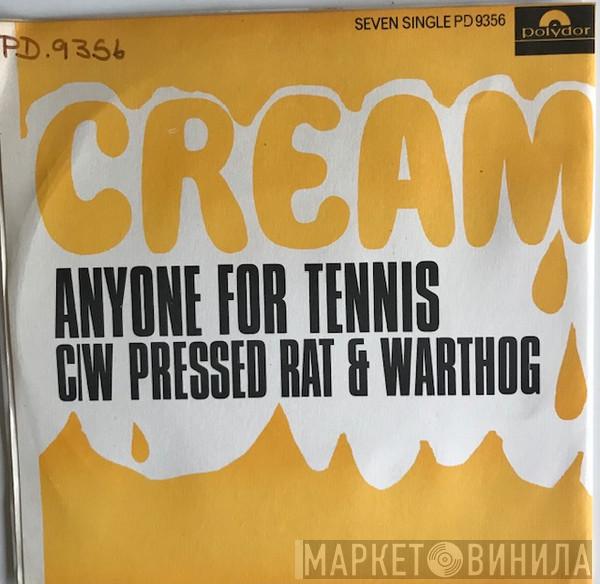 SEVEN SINGLE PD 9356
polydor
PD.9356
CREAM
ANYONE FOR TENNIS
C/W PRESSED RAT & WARTHOG
МАРКЕТ ВИНИЛА